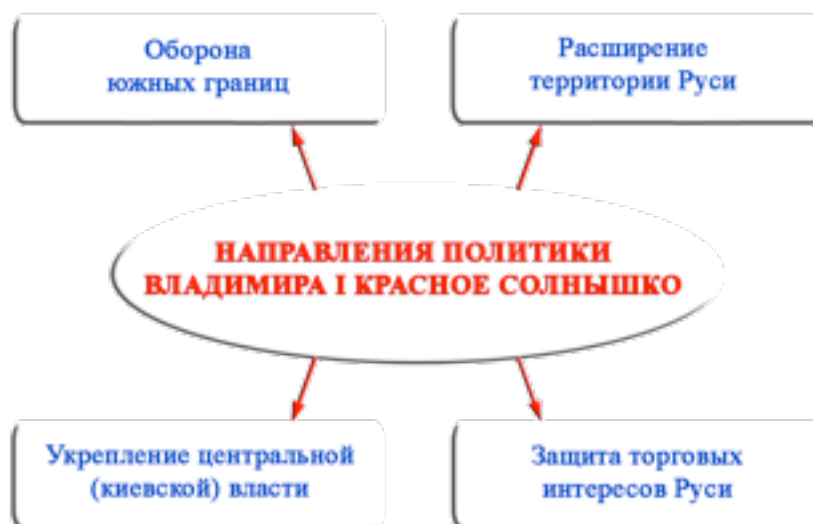 Оборона
южных границ
Расширение
территории Руси
НАПРАВЛЕНИЯ ПОЛИТИКИ
ВЛАДИМИРА I КРАСНОЕ СОЛНЫШКО
Укрепление центральной
(киевской) власти
Защита торговых
интересов Руси